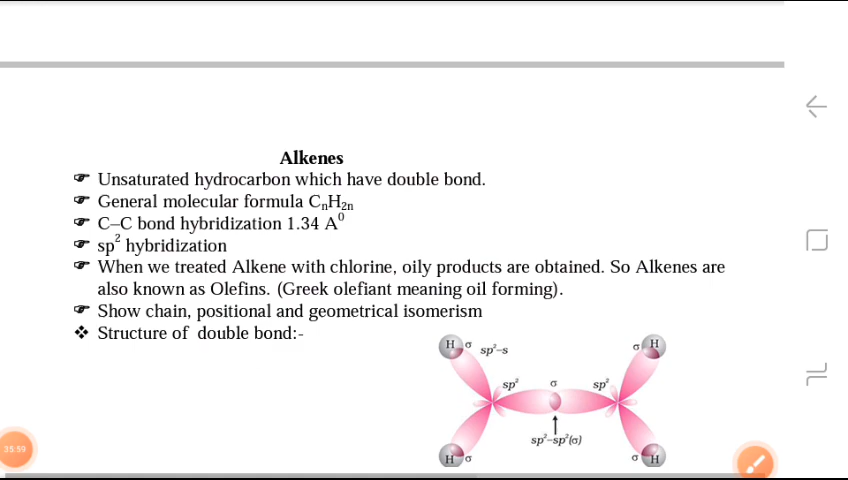 Alkenes
☞ Unsaturated hydrocarbon which have double bond.
☞ General molecular formula CₙH₂ₙ
☞ C–C bond hybridization 1.34 A⁰
☞ sp² hybridization
☞ When we treated Alkene with chlorine, oily products are obtained. So Alkenes are
also known as Olefins. (Greek olefiant meaning oil forming).
☞ Show chain, positional and geometrical isomerism
❖ Structure of double bond:-
H σ sp²–s σ H
sp² σ sp²
sp²–sp²(σ)
H σ σ H
35:59